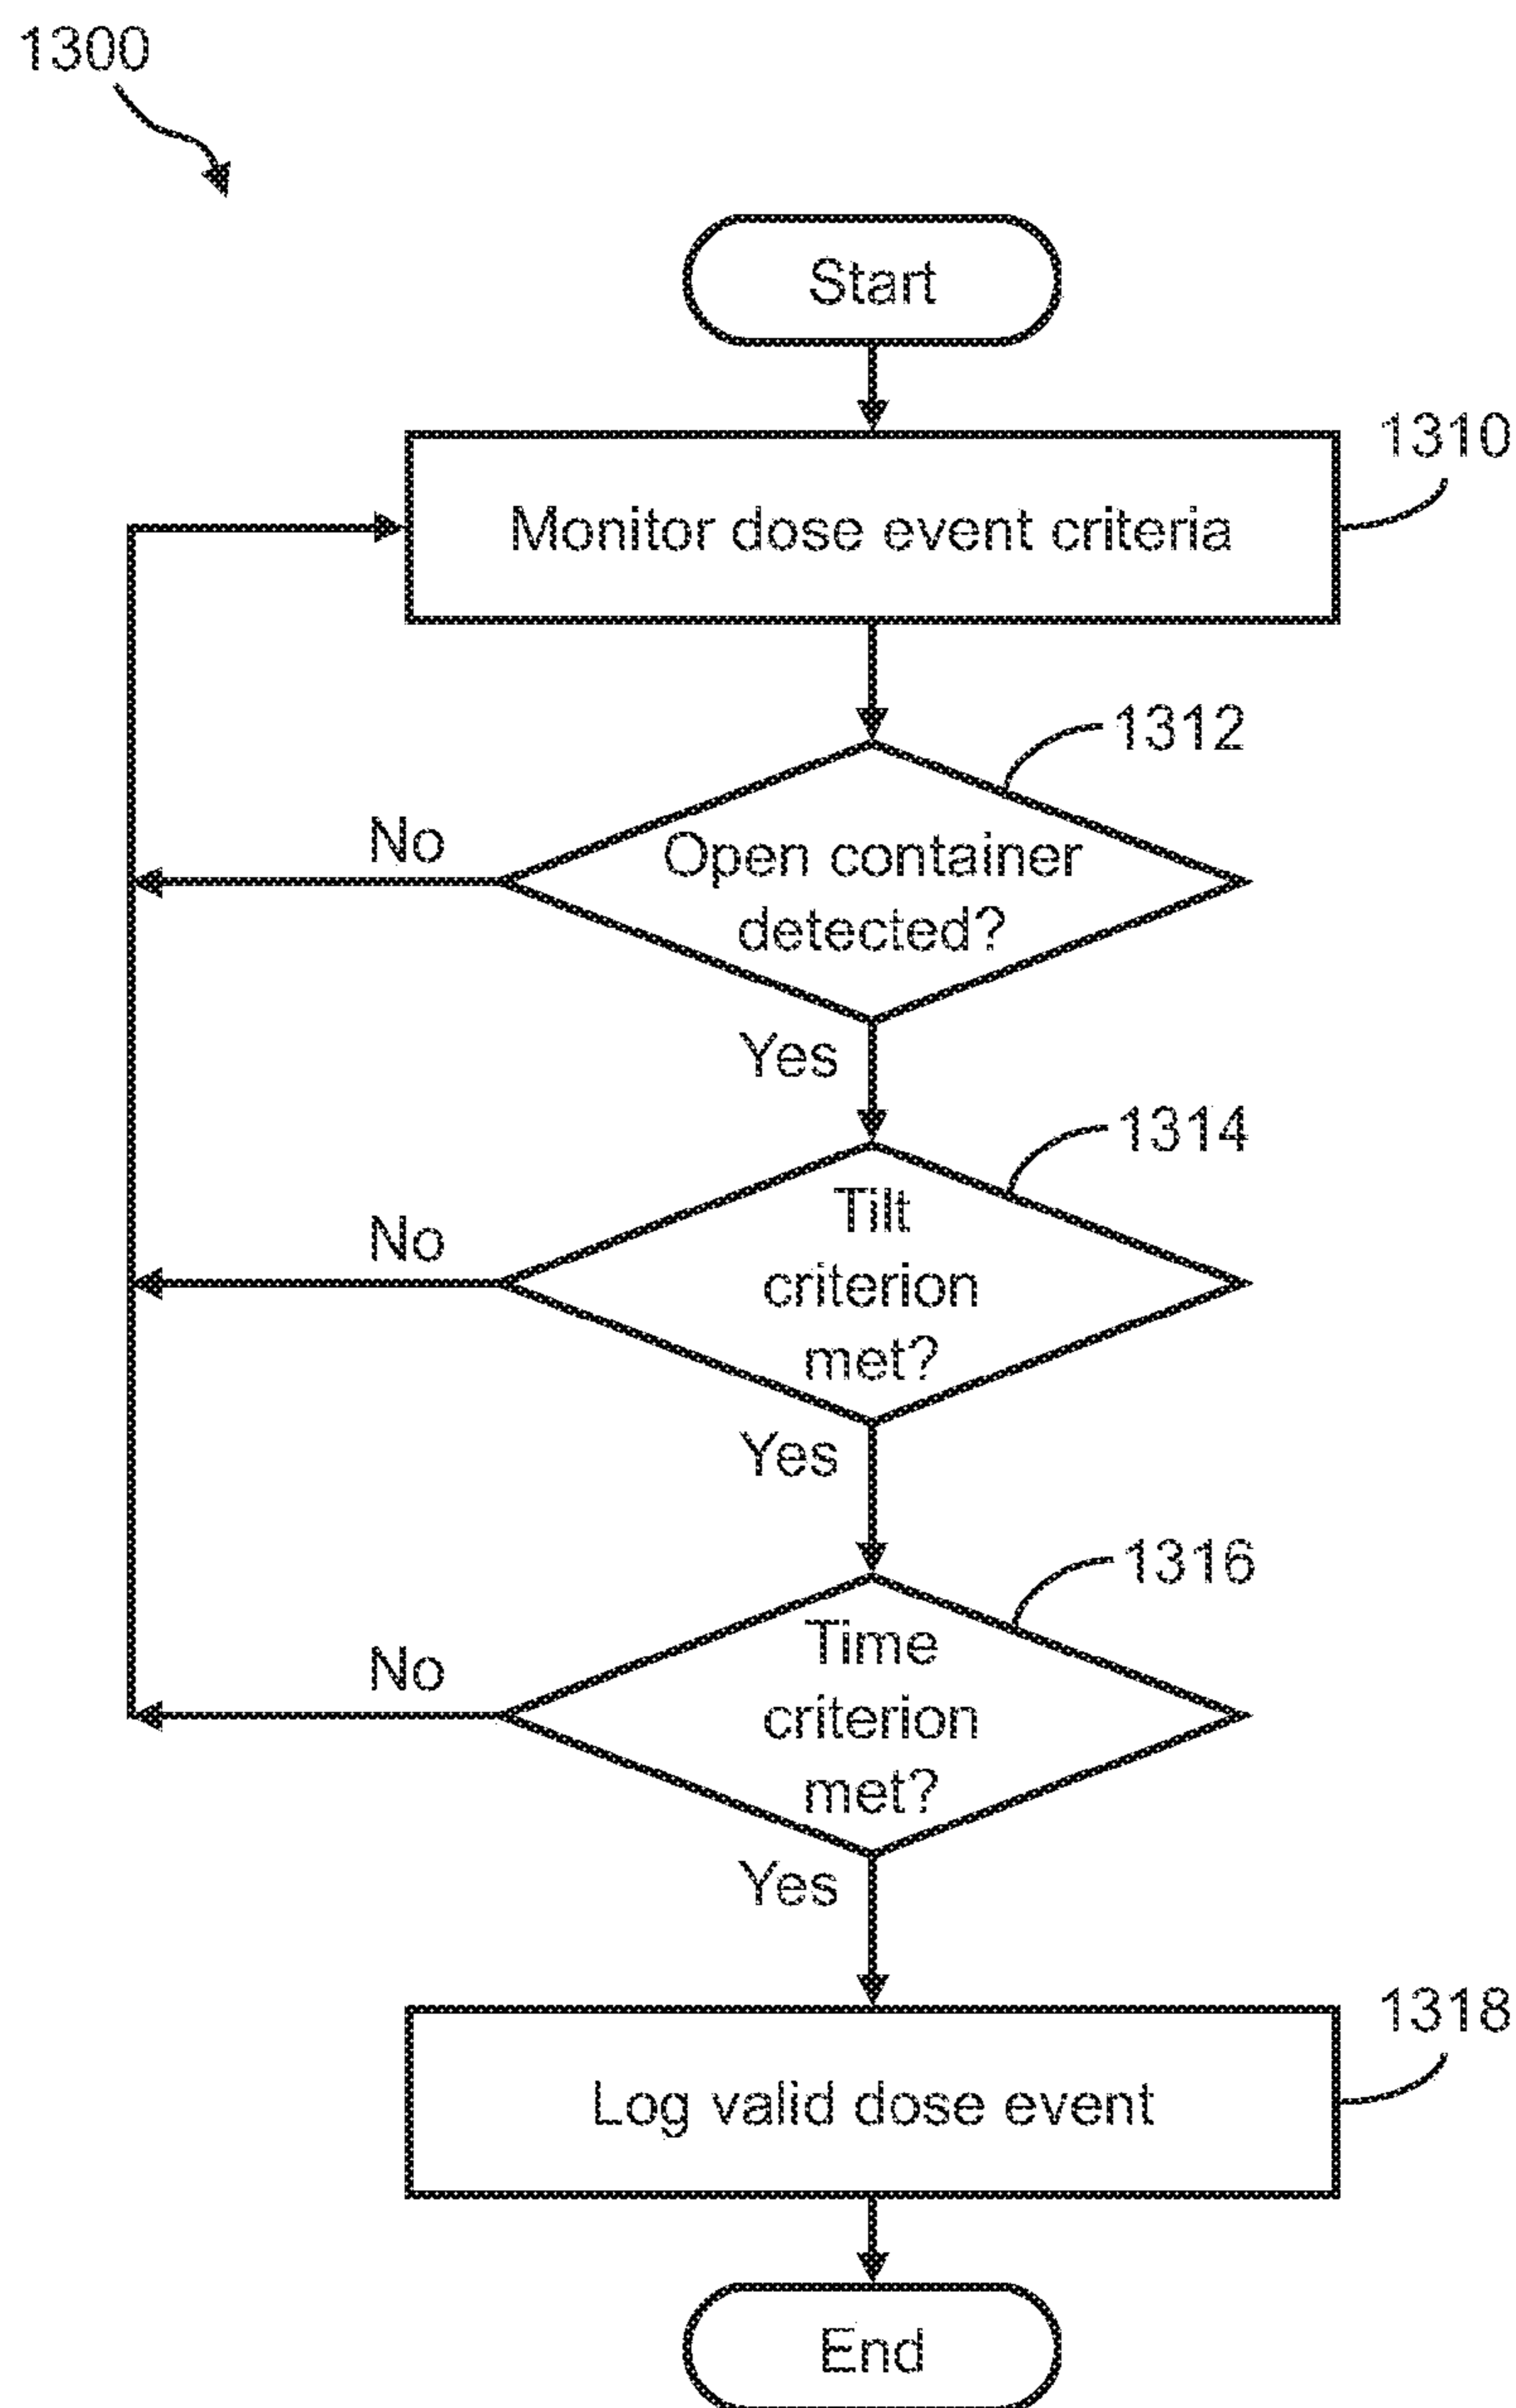 1300
Start
1310
Monitor dose event criteria
1312
No
Open container
detected?
Yes
1314
No
Tilt
criterion
met?
Yes
1316
No
Time
criterion
met?
Yes
1318
Log valid dose event
End